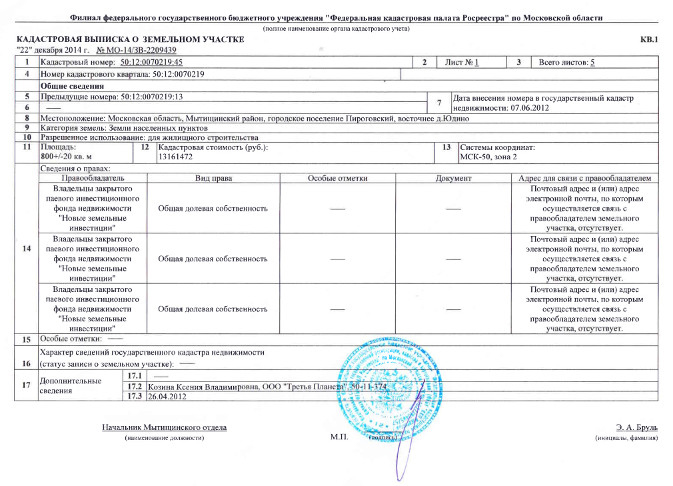 Филиал федерального государственного бюджетного учреждения "Федеральная кадастровая палата Росреестра" по Московской области
(полное наименование органа кадастрового учета)
КАДАСТРОВАЯ ВЫПИСКА О ЗЕМЕЛЬНОМ УЧАСТКЕ КВ.1
"22" декабря 2014 г. № МО-14/ЗВ-2209439
1 Кадастровый номер: 50:12:0070219:45 2 Лист № 1 3 Всего листов: 5
4 Номер кадастрового квартала: 50:12:0070219
Общие сведения
5 Предыдущие номера: 50:12:0070219:13 7 Дата внесения номера в государственный кадастр
недвижимости: 07.06.2012
6 ——
8 Местоположение: Московская область, Мытищинский район, городское поселение Пироговский, восточнее д.Юдино
9 Категория земель: Земли населенных пунктов
10 Разрешенное использование: для жилищного строительства
11 Площадь: 12 Кадастровая стоимость (руб.): 13 Системы координат:
800+/-20 кв. м 13161472 МСК-50, зона 2
14 Сведения о правах:
Правообладатель Вид права Особые отметки Документ Адрес для связи с правообладателем
Владельцы закрытого
паевого инвестиционного
фонда недвижимости
"Новые земельные
инвестиции"
Общая долевая собственность —— ——
Почтовый адрес и (или) адрес
электронной почты, по которым
осуществляется связь с
правообладателем земельного
участка, отсутствует.
Владельцы закрытого
паевого инвестиционного
фонда недвижимости
"Новые земельные
инвестиции"
Общая долевая собственность —— ——
Почтовый адрес и (или) адрес
электронной почты, по которым
осуществляется связь с
правообладателем земельного
участка, отсутствует.
Владельцы закрытого
паевого инвестиционного
фонда недвижимости
"Новые земельные
инвестиции"
Общая долевая собственность —— ——
Почтовый адрес и (или) адрес
электронной почты, по которым
осуществляется связь с
правообладателем земельного
участка, отсутствует.
15 Особые отметки: ——
16 Характер сведений государственного кадастра недвижимости
(статус записи о земельном участке): ——
17 Дополнительные
сведения
17.1 ——
17.2 Козина Ксения Владимировна, ООО "Третья Планета", 50-11-374,
17.3 26.04.2012
Начальник Мытищинского отдела Э. А. Бруль
(наименование должности) М.П. (подпись) (инициалы, фамилия)